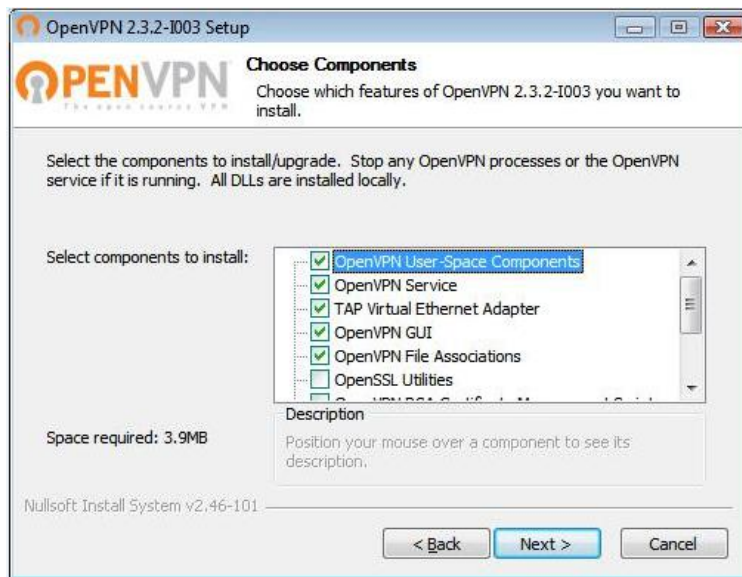 OpenVPN 2.3.2-I003 Setup
OPENVPN
The open source VPN
Choose Components
Choose which features of OpenVPN 2.3.2-I003 you want to
install.
Select the components to install/upgrade. Stop any OpenVPN processes or the OpenVPN
service if it is running. All DLLs are installed locally.
Select components to install:
OpenVPN User-Space Components
OpenVPN Service
TAP Virtual Ethernet Adapter
OpenVPN GUI
OpenVPN File Associations
OpenSSL Utilities
Space required: 3.9MB
Description
Position your mouse over a component to see its
description.
Nullsoft Install System v2.46-101
< Back
Next >
Cancel